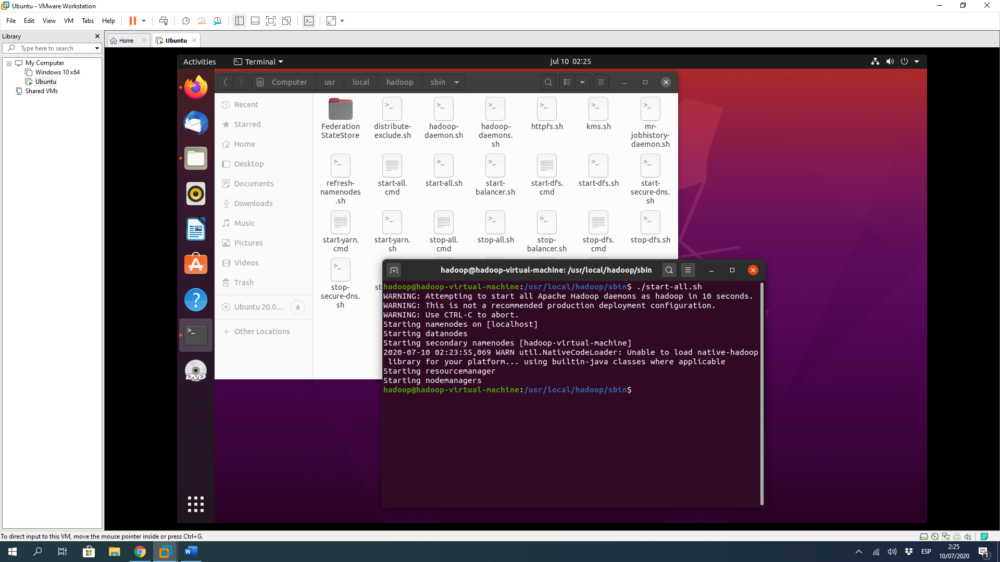 Ubuntu - VMware Workstation
File Edit View VM Tabs Help
Library
Type here to search
Home
Ubuntu
My Computer
Windows 10 x64
Ubuntu
Shared VMs
Activities
Terminal
jul 10 02:25
Computer
usr
local
hadoop
sbin
Recent
Starred
Home
Desktop
Documents
Downloads
Music
Pictures
Videos
Trash
Ubuntu 20.0...
Other Locations
Federation
StateStore
distribute-
exclude.sh
hadoop-
daemon.sh
hadoop-
daemons.
sh
httpfs.sh
kms.sh
mr-
jobhistory-
daemon.sh
refresh-
namenodes
.sh
start-all.
cmd
start-all.sh
start-
balancer.sh
start-dfs.
cmd
start-dfs.sh
start-
secure-dns.
sh
start-yarn.
cmd
start-yarn.
sh
stop-all.
cmd
stop-all.sh
stop-
balancer.sh
stop-dfs.
cmd
stop-dfs.sh
stop-
secure-dns.
sh
hadoop@hadoop-virtual-machine: /usr/local/hadoop/sbin
hadoop@hadoop-virtual-machine:/usr/local/hadoop/sbin$ ./start-all.sh
WARNING: Attempting to start all Apache Hadoop daemons as hadoop in 10 seconds.
WARNING: This is not a recommended production deployment configuration.
WARNING: Use CTRL-C to abort.
Starting namenodes on [localhost]
Starting datanodes
Starting secondary namenodes [hadoop-virtual-machine]
2020-07-10 02:23:55,069 WARN util.NativeCodeLoader: Unable to load native-hadoop
library for your platform... using builtin-java classes where applicable
Starting resourcemanager
Starting nodemanagers
hadoop@hadoop-virtual-machine:/usr/local/hadoop/sbin$
DVD
To direct input to this VM, move the mouse pointer inside or press Ctrl+G.
ESP
2:25
10/07/2020
1